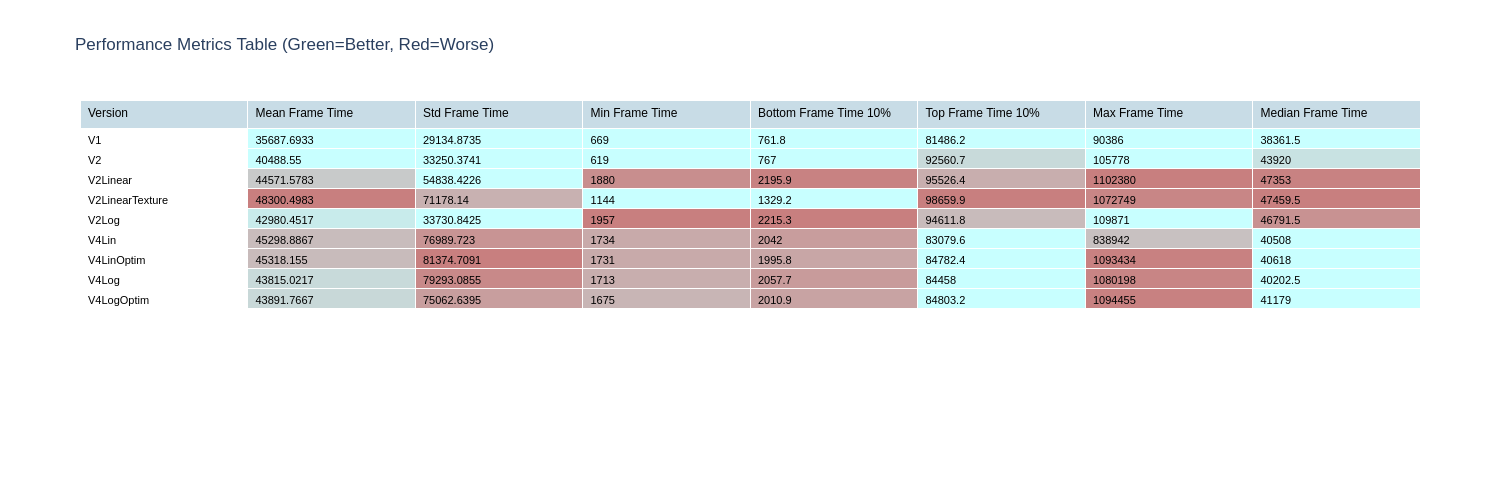 Performance Metrics Table (Green=Better, Red=Worse)
Version Mean Frame Time Std Frame Time Min Frame Time Bottom Frame Time 10% Top Frame Time 10% Max Frame Time Median Frame Time
V1 35687.6933 29134.8735 669 761.8 81486.2 90386 38361.5
V2 40488.55 33250.3741 619 767 92560.7 105778 43920
V2Linear 44571.5783 54838.4226 1880 2195.9 95526.4 1102380 47353
V2LinearTexture 48300.4983 71178.14 1144 1329.2 98659.9 1072749 47459.5
V2Log 42980.4517 33730.8425 1957 2215.3 94611.8 109871 46791.5
V4Lin 45298.8867 76989.723 1734 2042 83079.6 838942 40508
V4LinOptim 45318.155 81374.7091 1731 1995.8 84782.4 1093434 40618
V4Log 43815.0217 79293.0855 1713 2057.7 84458 1080198 40202.5
V4LogOptim 43891.7667 75062.6395 1675 2010.9 84803.2 1094455 41179